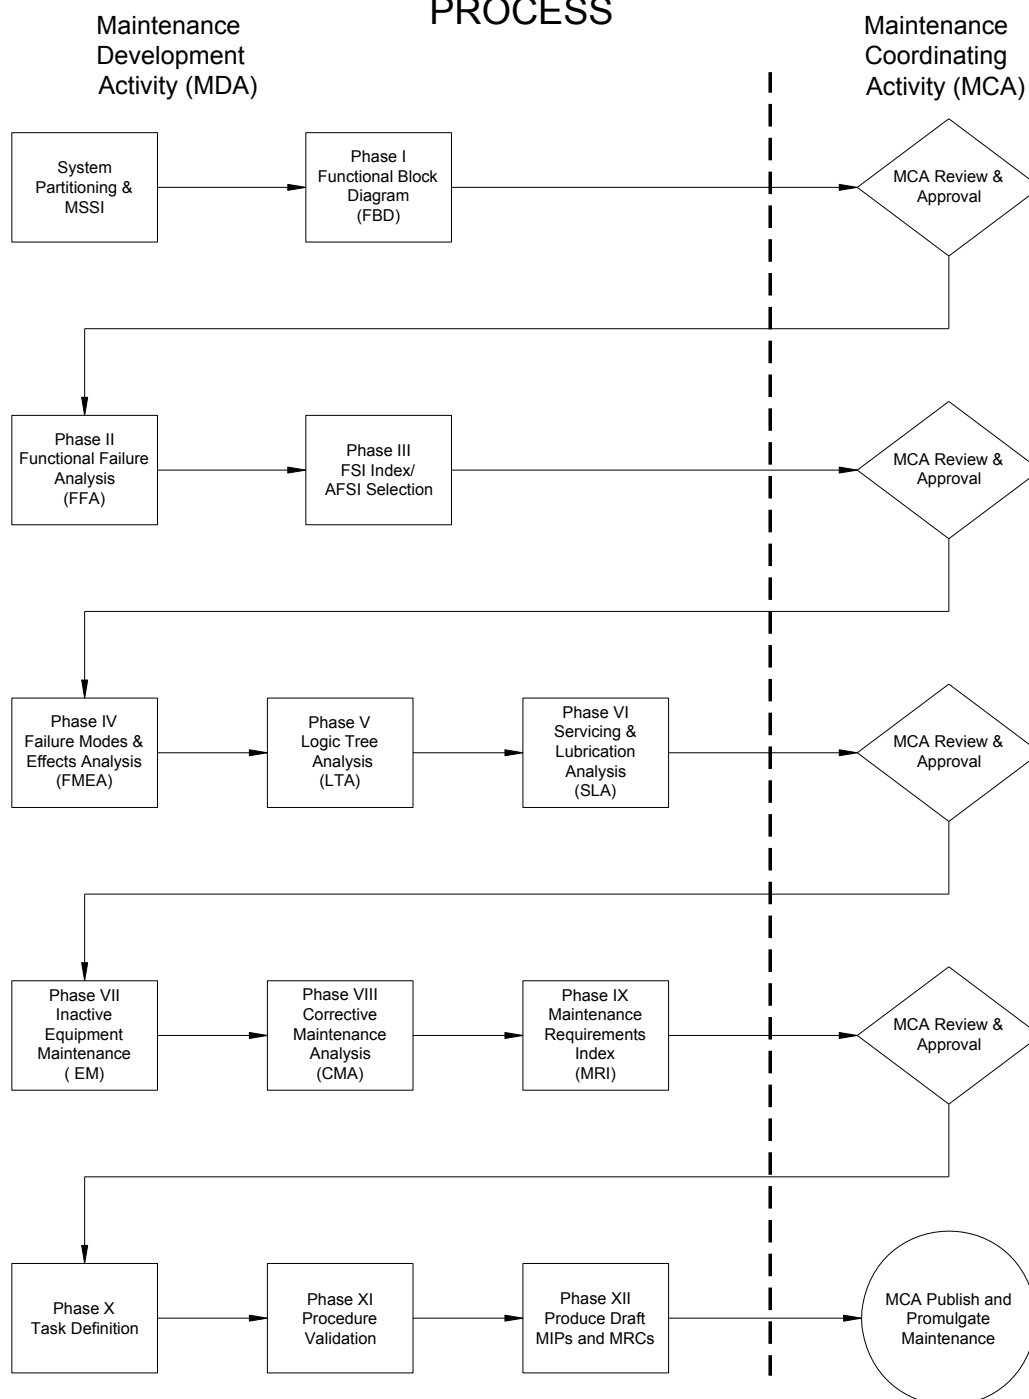 PROCESS
Maintenance
Development
Activity (MDA)
Maintenance
Coordinating
Activity (MCA)
System
Partitioning &
MSSI
Phase I
Functional Block
Diagram
(FBD)
MCA Review &
Approval
Phase II
Functional Failure
Analysis
(FFA)
Phase III
FSI Index/
AFSI Selection
MCA Review &
Approval
Phase IV
Failure Modes &
Effects Analysis
(FMEA)
Phase V
Logic Tree
Analysis
(LTA)
Phase VI
Servicing &
Lubrication
Analysis
(SLA)
MCA Review &
Approval
Phase VII
Inactive
Equipment
Maintenance
( EM)
Phase VIII
Corrective
Maintenance
Analysis
(CMA)
Phase IX
Maintenance
Requirements
Index
(MRI)
MCA Review &
Approval
Phase X
Task Definition
Phase XI
Procedure
Validation
Phase XII
Produce Draft
MIPs and MRCs
MCA Publish and
Promulgate
Maintenance